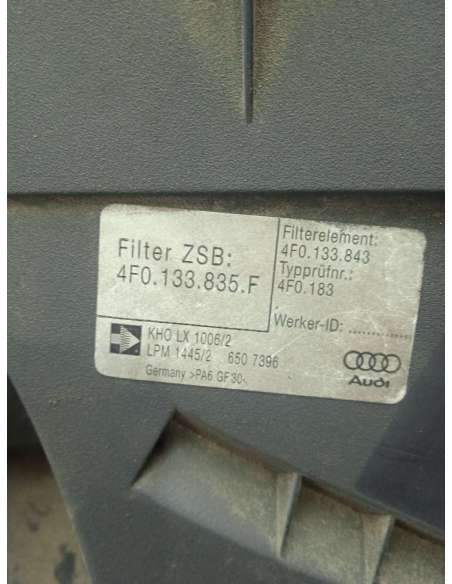 Filter ZSB:
4F0.133.835.F
Filterelement:
4F0.133.843
Typprüfnr.:
4F0.183
Werker-ID: ..............
KHO LX 1006/2
LPM 1445/2 650 7396
Germany >PA6 GF30<
Audi